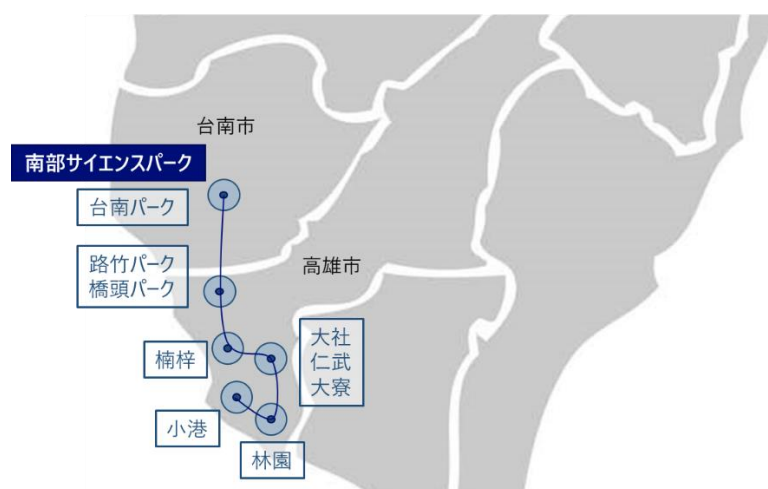 台南市
南部サイエンスパーク
台南パーク
路竹パーク
橋頭パーク
高雄市
楠梓
大社
仁武
大寮
小港
林園